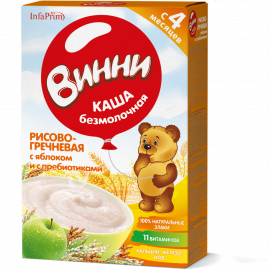 InfaPrim
с 4
месяцев
ВИННИ
КАША
безмолочная
РИСОВО-
ГРЕЧНЕВАЯ
с яблоком
и с пребиотиками
100% НАТУРАЛЬНЫЕ
ЗЛАКИ
11 ВИТАМИНОВ